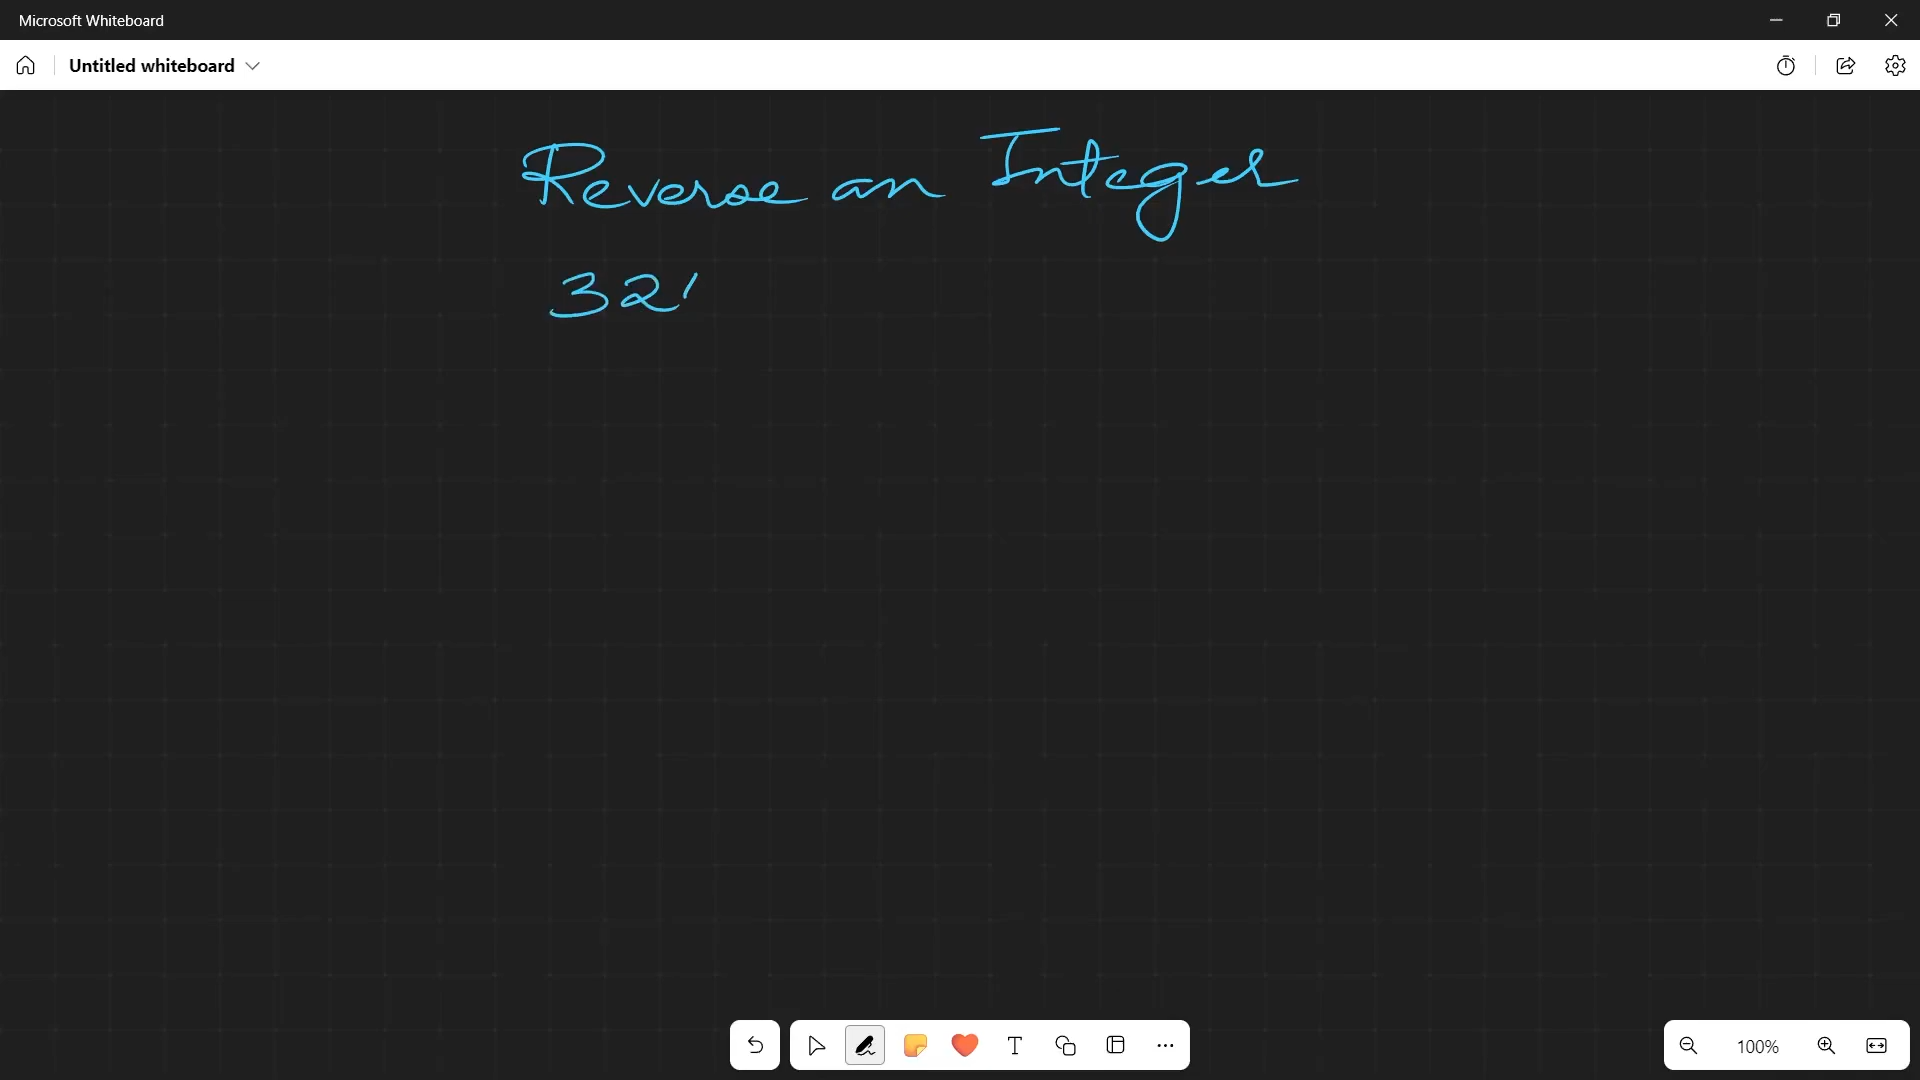 Microsoft Whiteboard
Untitled whiteboard
Reverse an Integer
321
100%